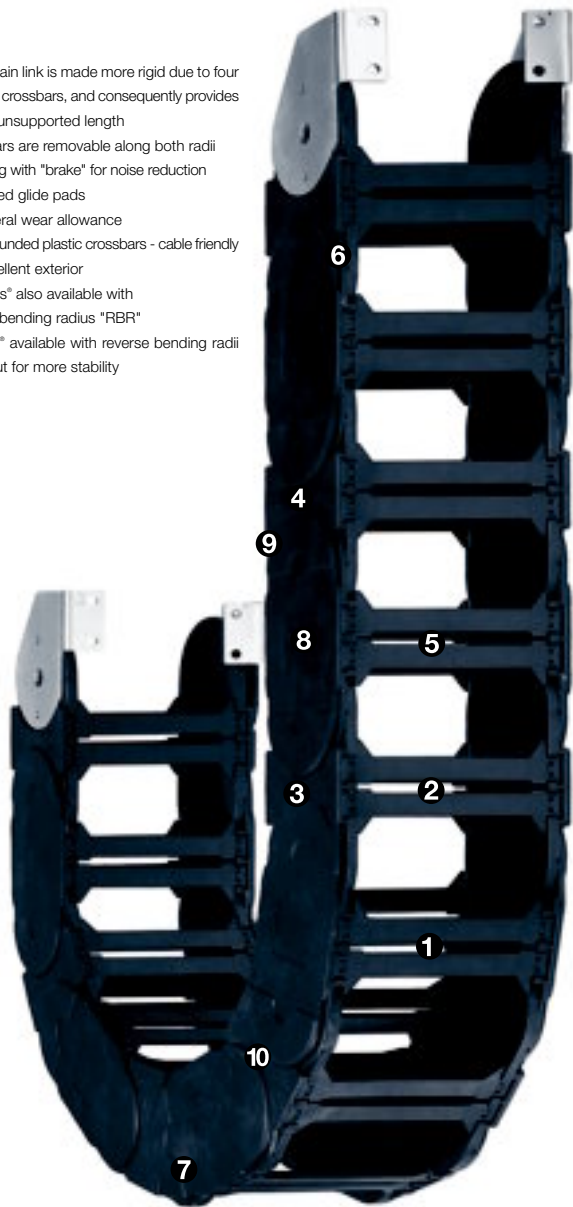 ain link is made more rigid due to four
crossbars, and consequently provides
unsupported length
ars are removable along both radii
g with "brake" for noise reduction
ed glide pads
eral wear allowance
unded plastic crossbars - cable friendly
ellent exterior
s® also available with
bending radius "RBR"
® available with reverse bending radii
ut for more stability
6
4
9
8
5
3
2
1
10
7